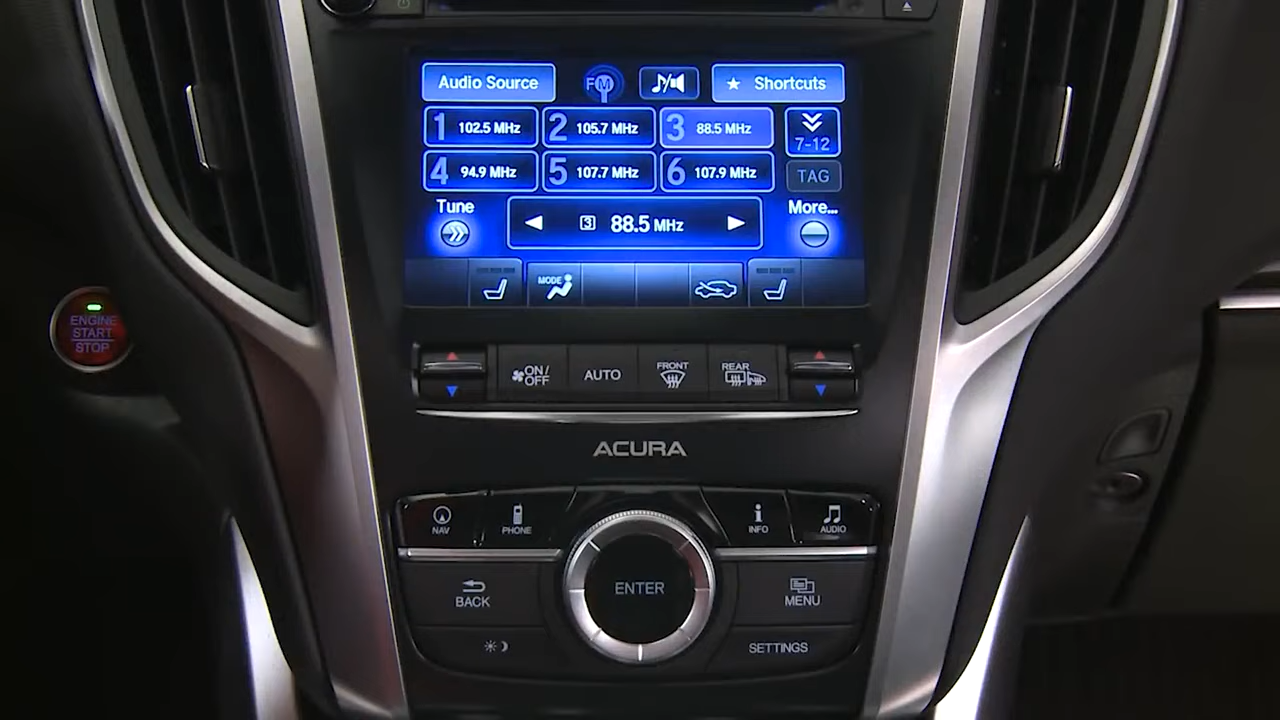 Audio Source
FM
Shortcuts
1 102.5 MHz
2 105.7 MHz
3 88.5 MHz
7-12
4 94.9 MHz
5 107.7 MHz
6 107.9 MHz
TAG
Tune
3 88.5 MHz
More...
MODE
ENGINE
START
STOP
ON/
OFF
AUTO
FRONT
REAR
ACURA
NAV
PHONE
INFO
AUDIO
BACK
ENTER
MENU
SETTINGS